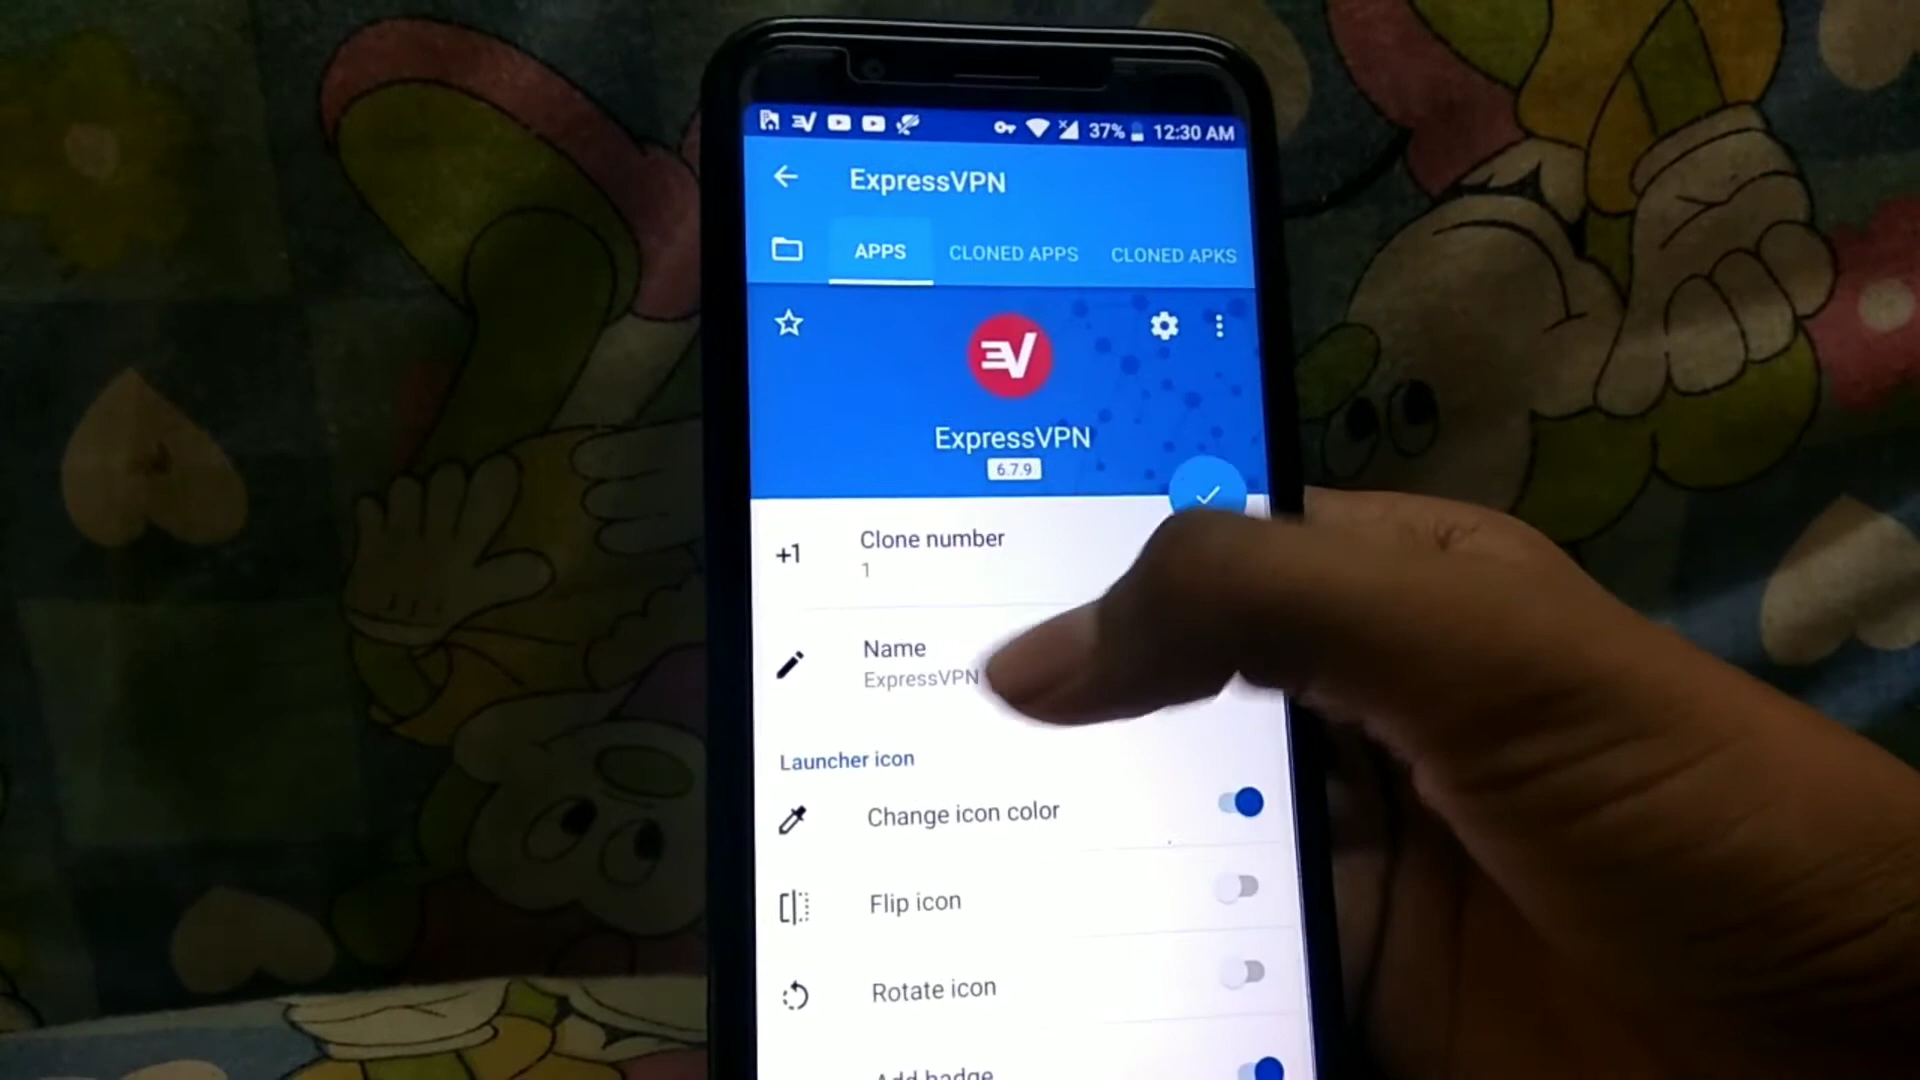 37% 12:30 AM
ExpressVPN
APPS CLONED APPS CLONED APKS
ExpressVPN
6.7.9
Clone number
+1
1
Name
ExpressVPN
Launcher icon
Change icon color
Flip icon
Rotate icon
Add badge